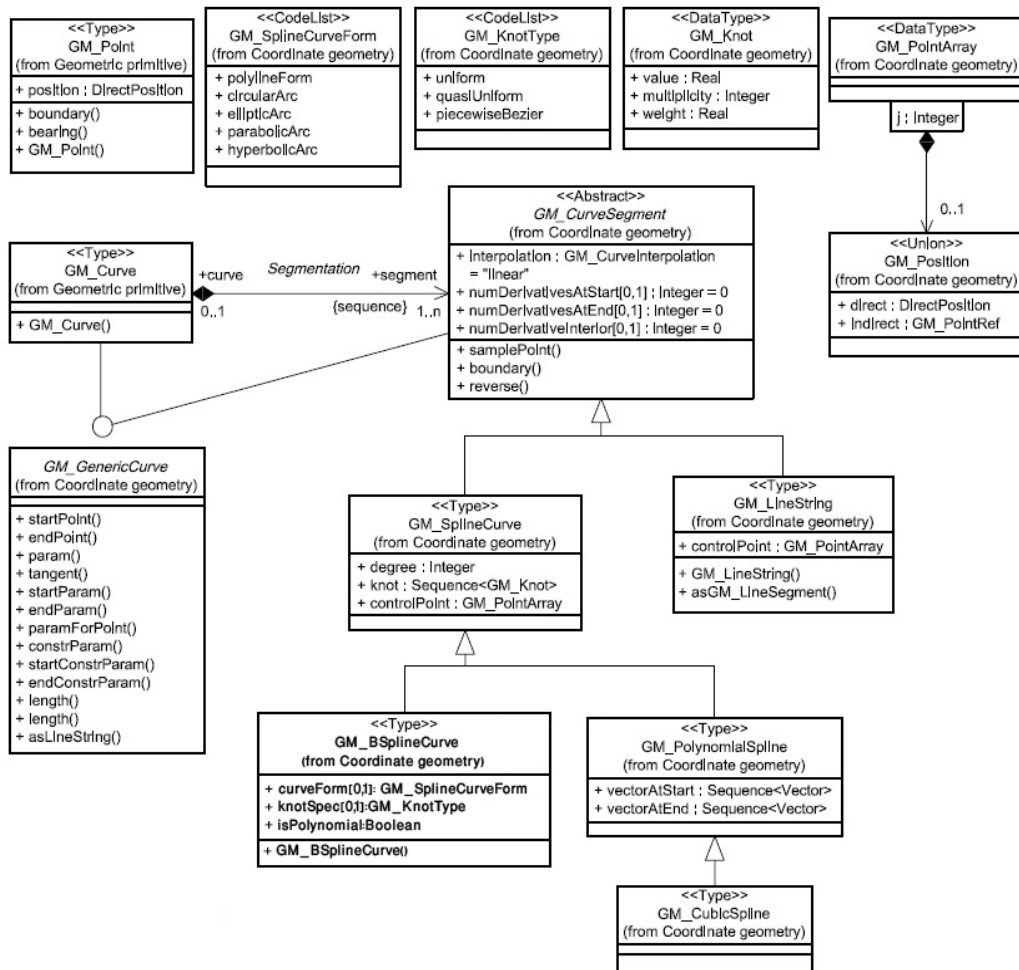 <<Type>>
GM_Point
(from Geometric primitive)
+ position : DirectPosition
+ boundary()
+ bearing()
+ GM_Point()
<<CodeList>>
GM_SplineCurveForm
(from Coordinate geometry)
+ polylineForm
+ circularArc
+ ellipticArc
+ parabolicArc
+ hyperbolicArc
<<CodeList>>
GM_KnotType
(from Coordinate geometry)
+ uniform
+ quasiUniform
+ piecewiseBezier
<<DataType>>
GM_Knot
(from Coordinate geometry)
+ value : Real
+ multiplicity : Integer
+ weight : Real
<<DataType>>
GM_PointArray
(from Coordinate geometry)
j : Integer
0..1
<<Union>>
GM_Position
(from Coordinate geometry)
+ direct : DirectPosition
+ indirect : GM_PointRef
<<Type>>
GM_Curve
(from Geometric primitive)
+ GM_Curve()
+curve
Segmentation
+segment
0..1
{sequence}
1..n
<<Abstract>>
GM_CurveSegment
(from Coordinate geometry)
+ interpolation : GM_CurveInterpolation
= "linear"
+ numDerivativesAtStart[0,1] : Integer = 0
+ numDerivativesAtEnd[0,1] : Integer = 0
+ numDerivativeInterior[0,1] : Integer = 0
+ samplePoint()
+ boundary()
+ reverse()
GM_GenericCurve
(from Coordinate geometry)
+ startPoint()
+ endPoint()
+ param()
+ tangent()
+ startParam()
+ endParam()
+ paramForPoint()
+ constrParam()
+ startConstrParam()
+ endConstrParam()
+ length()
+ length()
+ asLineString()
<<Type>>
GM_SplineCurve
(from Coordinate geometry)
+ degree : Integer
+ knot : Sequence<GM_Knot>
+ controlPoint : GM_PointArray
<<Type>>
GM_LineString
(from Coordinate geometry)
+ controlPoint : GM_PointArray
+ GM_LineString()
+ asGM_LineSegment()
<<Type>>
GM_BSplineCurve
(from Coordinate geometry)
+ curveForm[0,1]: GM_SplineCurveForm
+ knotSpec[0,1]:GM_KnotType
+ isPolynomial:Boolean
+ GM_BSplineCurve()
<<Type>>
GM_PolynomialSpline
(from Coordinate geometry)
+ vectorAtStart : Sequence<Vector>
+ vectorAtEnd : Sequence<Vector>
<<Type>>
GM_CubicSpline
(from Coordinate geometry)